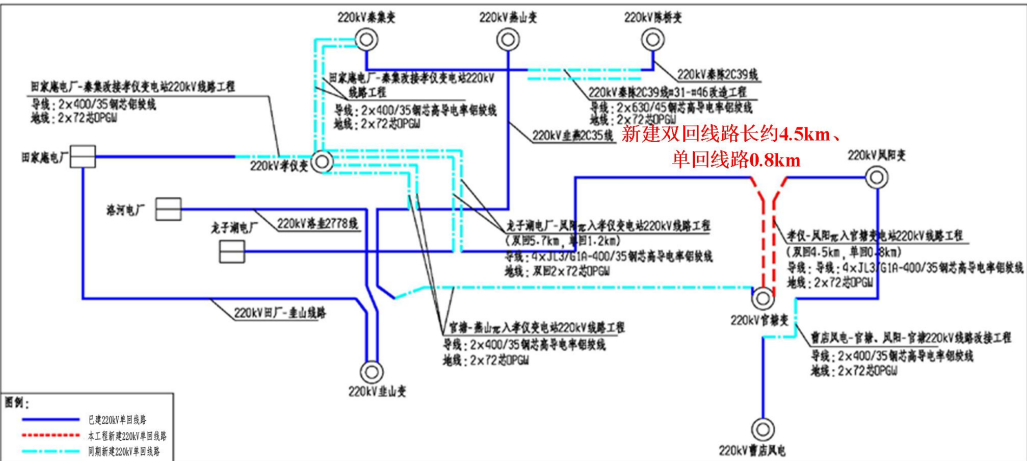 220kV秦集变
220kV燕山变
220kV陈桥变
田家庵电厂-秦集改接孝仪变电站220kV线路工程
导线:2×400/35钢芯铝绞线
地线:2×72芯OPGW
田家庵电厂-秦集改接孝仪变电站220kV
线路工程
导线:2×400/35钢芯高导电率铝绞线
地线:2×72芯OPGW
220kV秦陈2C39线
220kV秦陈2C39线#31-#46改造工程
导线:2×630/45钢芯高导电率铝绞线
地线:2×72芯OPGW
220kV韭燕2C35线
新建双回线路长约4.5km、
单回线路0.8km
田家庵电厂
220kV孝仪变
220kV凤阳变
洛河电厂
220kV洛韭2778线
龙子湖电厂
龙子湖电厂-凤阳π入孝仪变电站220kV线路工程
(双回5.7km,单回1.2km)
导线:4×JL3/G1A-400/35钢芯高导电率铝绞线
地线:双回2×72芯OPGW
孝仪-凤阳π入官塘变电站220kV线路工程
(双回4.5km,单回0.8km)
导线:导线:4×JL3/G1A-400/35钢芯高导电率铝绞线
地线:2×72芯OPGW
220kV田厂-韭山线路
220kV官塘变
官塘-燕山π入孝仪变电站220kV线路工程
导线:2×400/35钢芯高导电率铝绞线
地线:2×72芯OPGW
曹店风电-官塘、凤阳-官塘220kV线路改接工程
导线:2×400/35钢芯高导电率铝绞线
地线:2×72芯OPGW
220kV韭山变
220kV曹店风电
图例:
已建220kV单回线路
本工程新建220kV单回线路
同期新建220kV单回线路